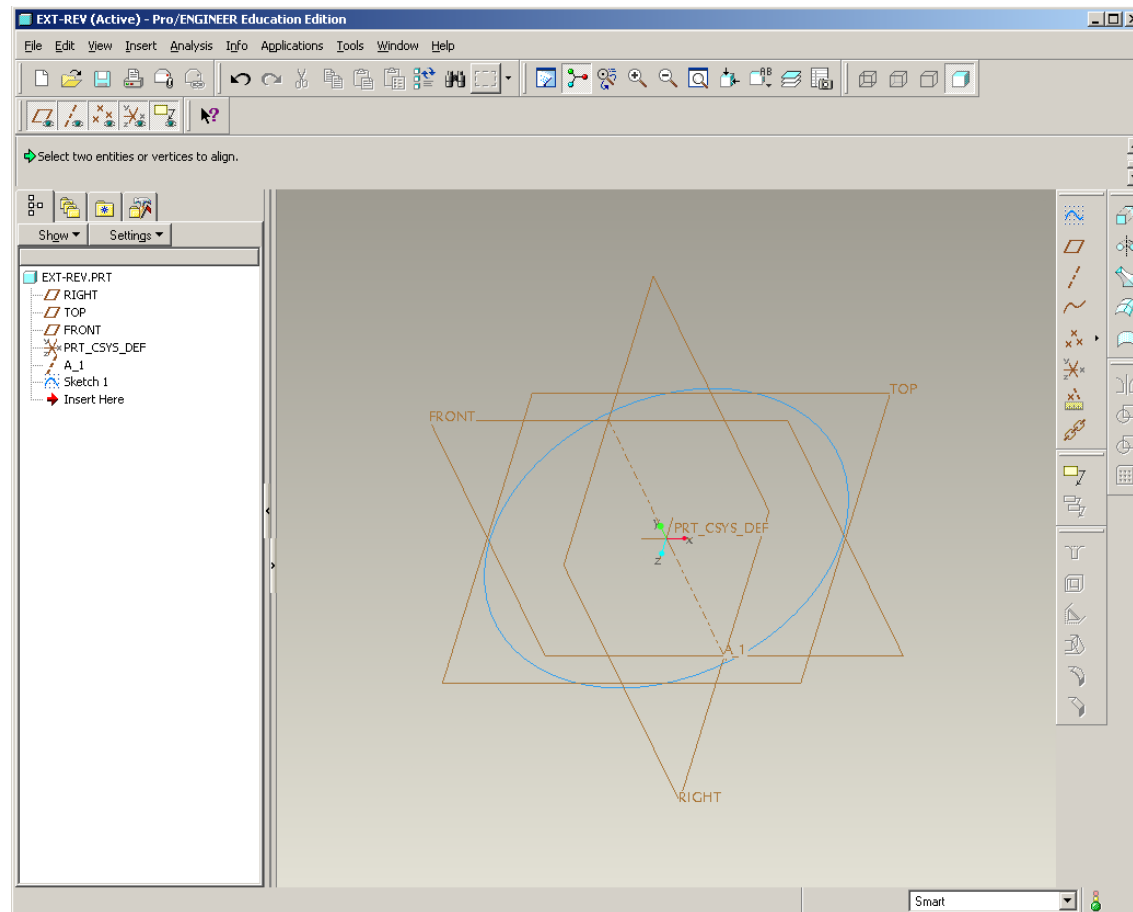 EXT-REV (Active) - Pro/ENGINEER Education Edition
File Edit View Insert Analysis Info Applications Tools Window Help
Select two entities or vertices to align.
Show Settings
EXT-REV.PRT
RIGHT
TOP
FRONT
PRT_CSYS_DEF
A_1
Sketch 1
Insert Here
TOP
FRONT
Y PRT_CSYS_DEF
X
Z
A_1
RIGHT
Smart